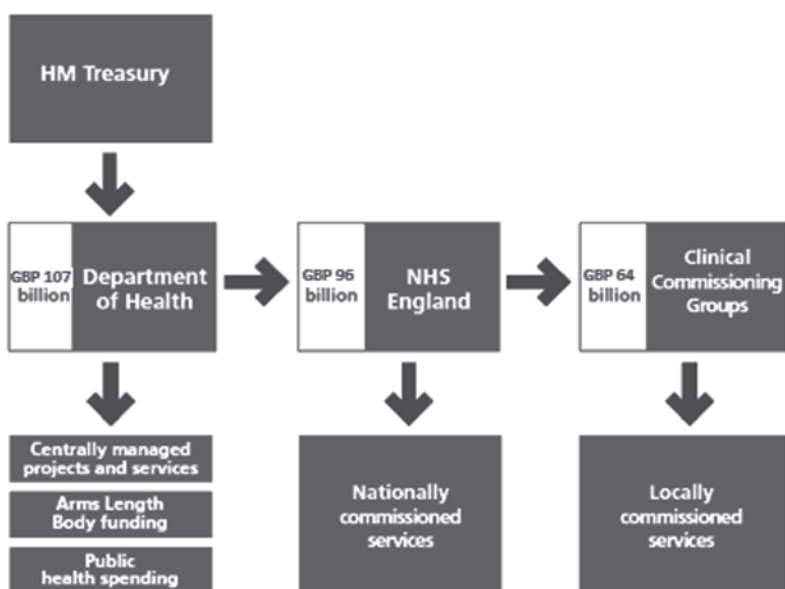 HM Treasury
GBP 107
billion
Department
of Health
GBP 96
billion
NHS
England
GBP 64
billion
Clinical
Commissioning
Groups
Centrally managed
projects and services
Arms Length
Body funding
Public
health spending
Nationally
commissioned
services
Locally
commissioned
services